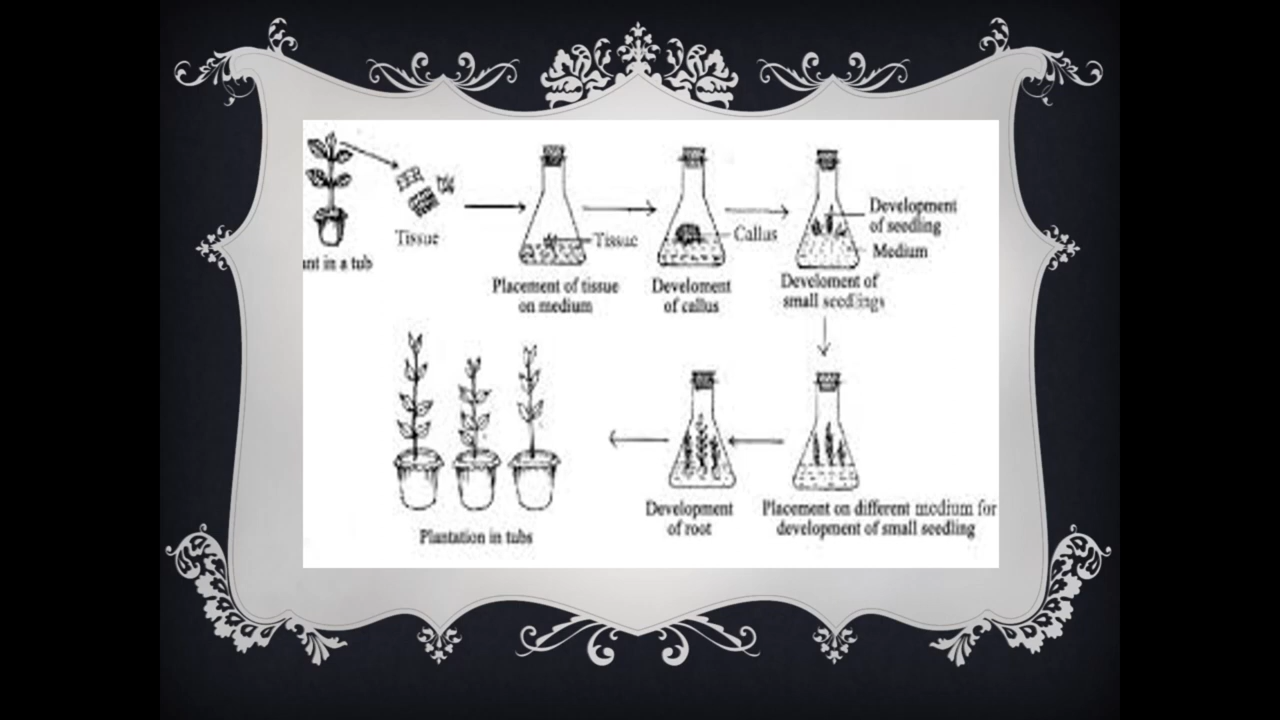 Tissue
ant in a tub
Tissue
Placement of tissue
on medium
Callus
Develoment
of callus
Development
of seedling
Medium
Develoment of
small seedlings
Placement on different medium for
development of small seedling
Development
of root
Plantation in tubs